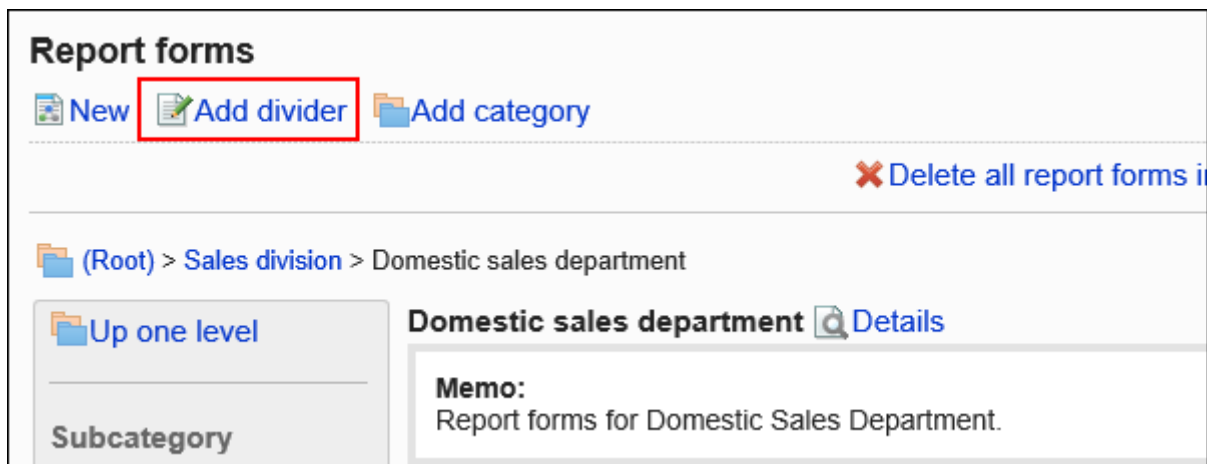 Report forms
New Add divider Add category
Delete all report forms
(Root) > Sales division > Domestic sales department
Up one level
Domestic sales department Details
Memo:
Report forms for Domestic Sales Department.
Subcategory